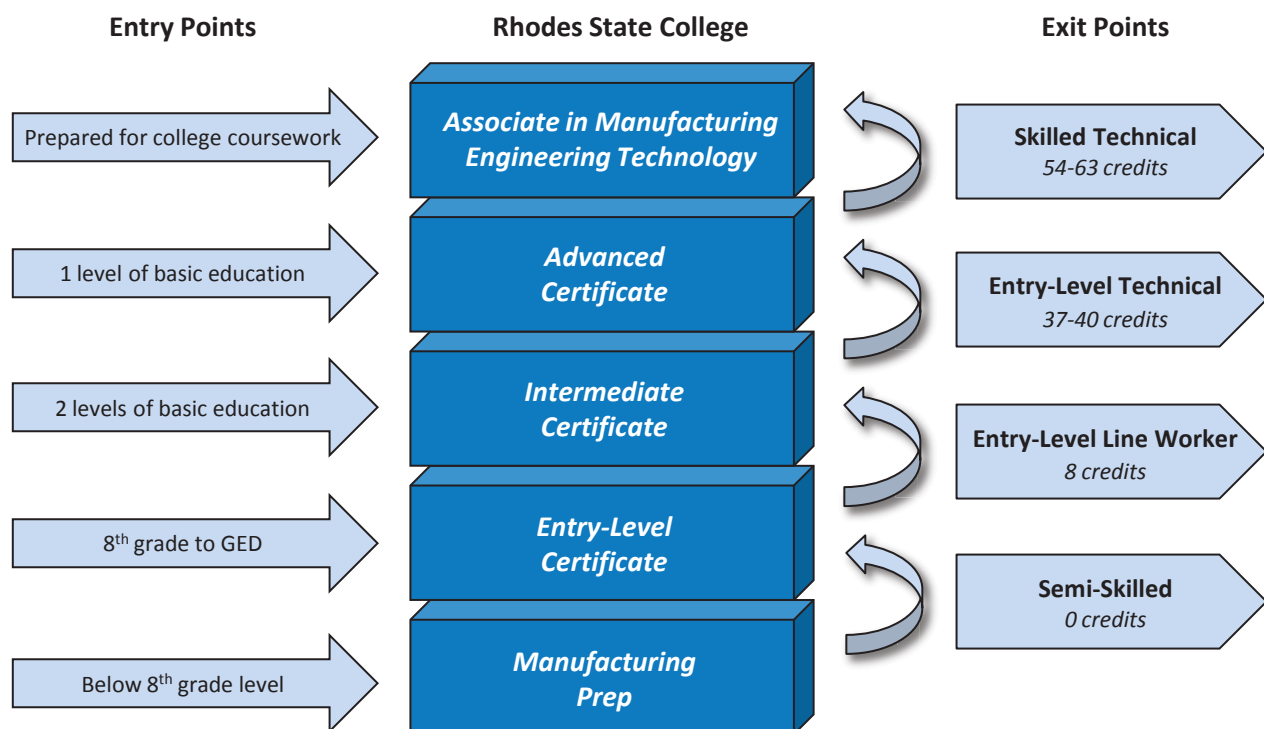 Entry Points
Rhodes State College
Exit Points
Prepared for college coursework
Associate in Manufacturing
Engineering Technology
Skilled Technical
54-63 credits
1 level of basic education
Advanced
Certificate
Entry-Level Technical
37-40 credits
2 levels of basic education
Intermediate
Certificate
Entry-Level Line Worker
8 credits
8th grade to GED
Entry-Level
Certificate
Semi-Skilled
0 credits
Below 8th grade level
Manufacturing
Prep